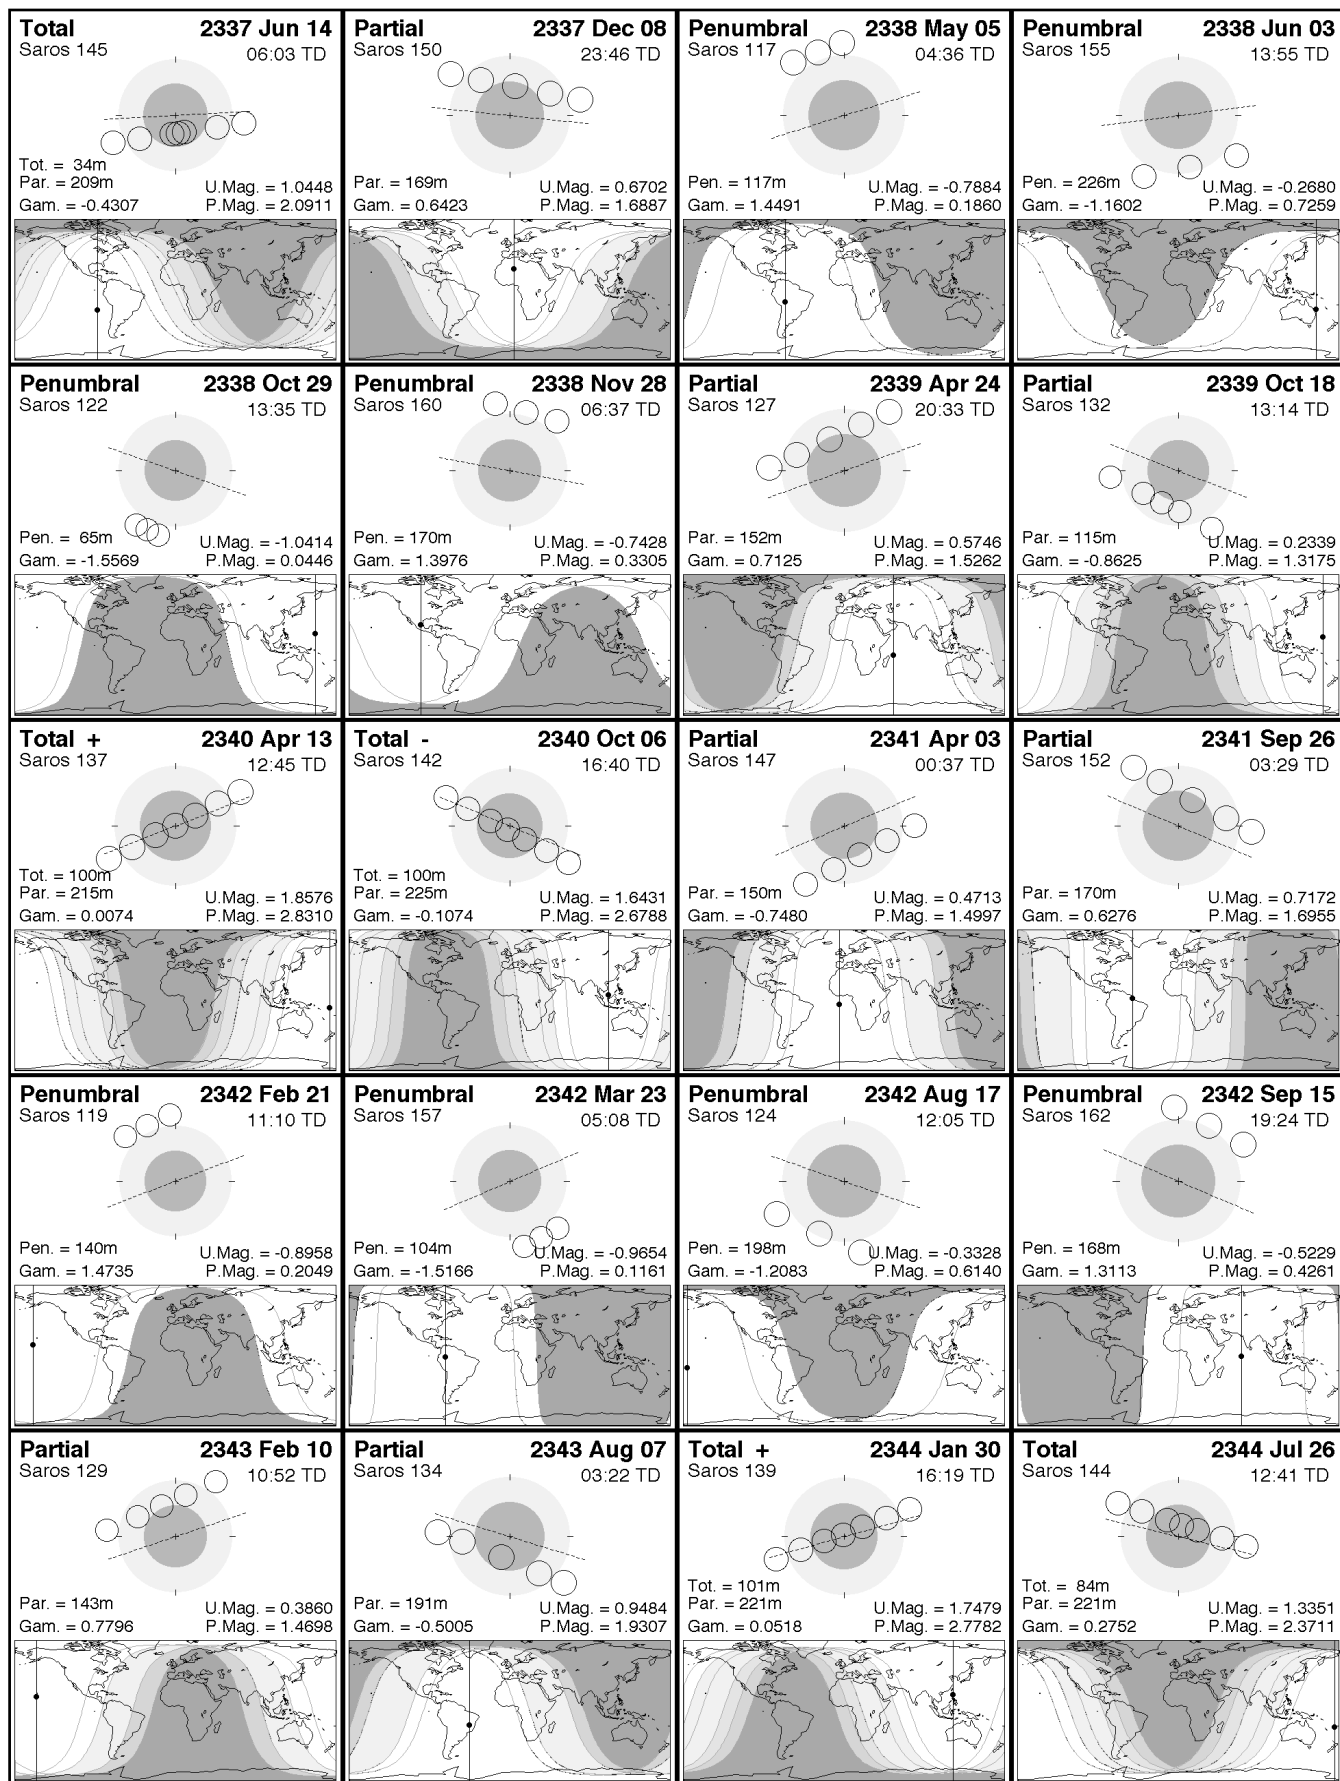 Total 2337 Jun 14
Saros 145 06:03 TD
Tot. = 34m
Par. = 209m U.Mag. = 1.0448
Gam. = -0.4307 P.Mag. = 2.0911
Partial 2337 Dec 08
Saros 150 23:46 TD
Par. = 169m U.Mag. = 0.6702
Gam. = 0.6423 P.Mag. = 1.6887
Penumbral 2338 May 05
Saros 117 04:36 TD
Pen. = 117m U.Mag. = -0.7884
Gam. = 1.4491 P.Mag. = 0.1860
Penumbral 2338 Jun 03
Saros 155 13:55 TD
Pen. = 226m U.Mag. = -0.2680
Gam. = -1.1602 P.Mag. = 0.7259
Penumbral 2338 Oct 29
Saros 122 13:35 TD
Pen. = 65m U.Mag. = -1.0414
Gam. = -1.5569 P.Mag. = 0.0446
Penumbral 2338 Nov 28
Saros 160 06:37 TD
Pen. = 170m U.Mag. = -0.7428
Gam. = 1.3976 P.Mag. = 0.3305
Partial 2339 Apr 24
Saros 127 20:33 TD
Par. = 152m U.Mag. = 0.5746
Gam. = 0.7125 P.Mag. = 1.5262
Partial 2339 Oct 18
Saros 132 13:14 TD
Par. = 115m U.Mag. = 0.2339
Gam. = -0.8625 P.Mag. = 1.3175
Total + 2340 Apr 13
Saros 137 12:45 TD
Tot. = 100m
Par. = 215m U.Mag. = 1.8576
Gam. = 0.0074 P.Mag. = 2.8310
Total - 2340 Oct 06
Saros 142 16:40 TD
Tot. = 100m
Par. = 225m U.Mag. = 1.6431
Gam. = -0.1074 P.Mag. = 2.6788
Partial 2341 Apr 03
Saros 147 00:37 TD
Par. = 150m U.Mag. = 0.4713
Gam. = -0.7480 P.Mag. = 1.4997
Partial 2341 Sep 26
Saros 152 03:29 TD
Par. = 170m U.Mag. = 0.7172
Gam. = 0.6276 P.Mag. = 1.6955
Penumbral 2342 Feb 21
Saros 119 11:10 TD
Pen. = 140m U.Mag. = -0.8958
Gam. = 1.4735 P.Mag. = 0.2049
Penumbral 2342 Mar 23
Saros 157 05:08 TD
Pen. = 104m U.Mag. = -0.9654
Gam. = -1.5166 P.Mag. = 0.1161
Penumbral 2342 Aug 17
Saros 124 12:05 TD
Pen. = 198m U.Mag. = -0.3328
Gam. = -1.2083 P.Mag. = 0.6140
Penumbral 2342 Sep 15
Saros 162 19:24 TD
Pen. = 168m U.Mag. = -0.5229
Gam. = 1.3113 P.Mag. = 0.4261
Partial 2343 Feb 10
Saros 129 10:52 TD
Par. = 143m U.Mag. = 0.3860
Gam. = 0.7796 P.Mag. = 1.4698
Partial 2343 Aug 07
Saros 134 03:22 TD
Par. = 191m U.Mag. = 0.9484
Gam. = -0.5005 P.Mag. = 1.9307
Total + 2344 Jan 30
Saros 139 16:19 TD
Tot. = 101m
Par. = 221m U.Mag. = 1.7479
Gam. = 0.0518 P.Mag. = 2.7782
Total 2344 Jul 26
Saros 144 12:41 TD
Tot. = 84m
Par. = 221m U.Mag. = 1.3351
Gam. = 0.2752 P.Mag. = 2.3711